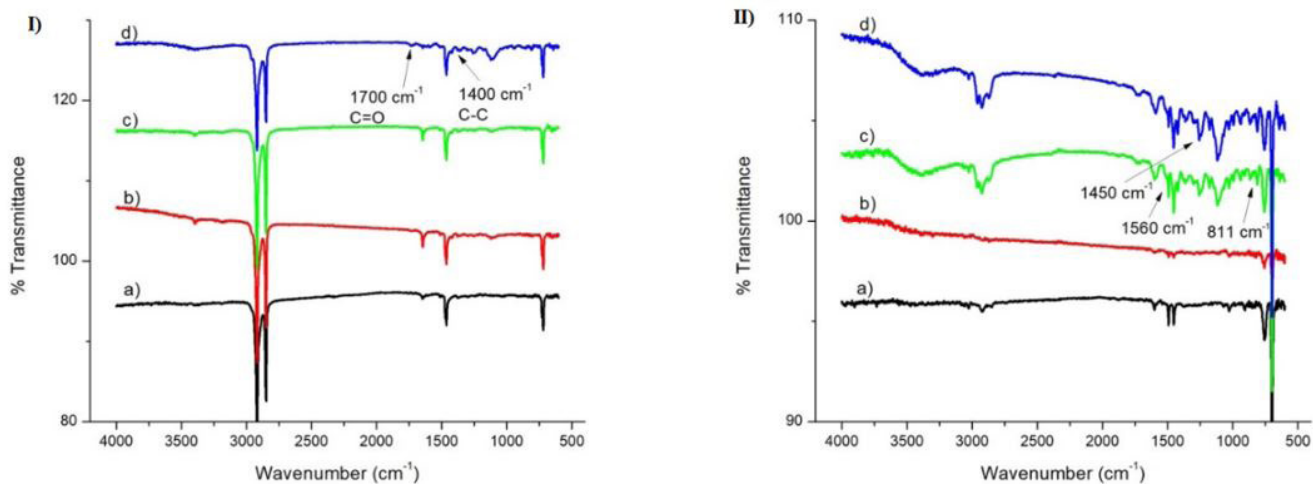 I)
d)
1700 cm-1
C=O
1400 cm-1
C-C
c)
b)
a)
120
100
80
% Transmittance
4000 3500 3000 2500 2000 1500 1000 500
Wavenumber (cm-1)
II)
110
100
90
% Transmittance
d)
c)
1450 cm-1
b)
1560 cm-1
811 cm-1
a)
4000 3500 3000 2500 2000 1500 1000 500
Wavenumber (cm-1)